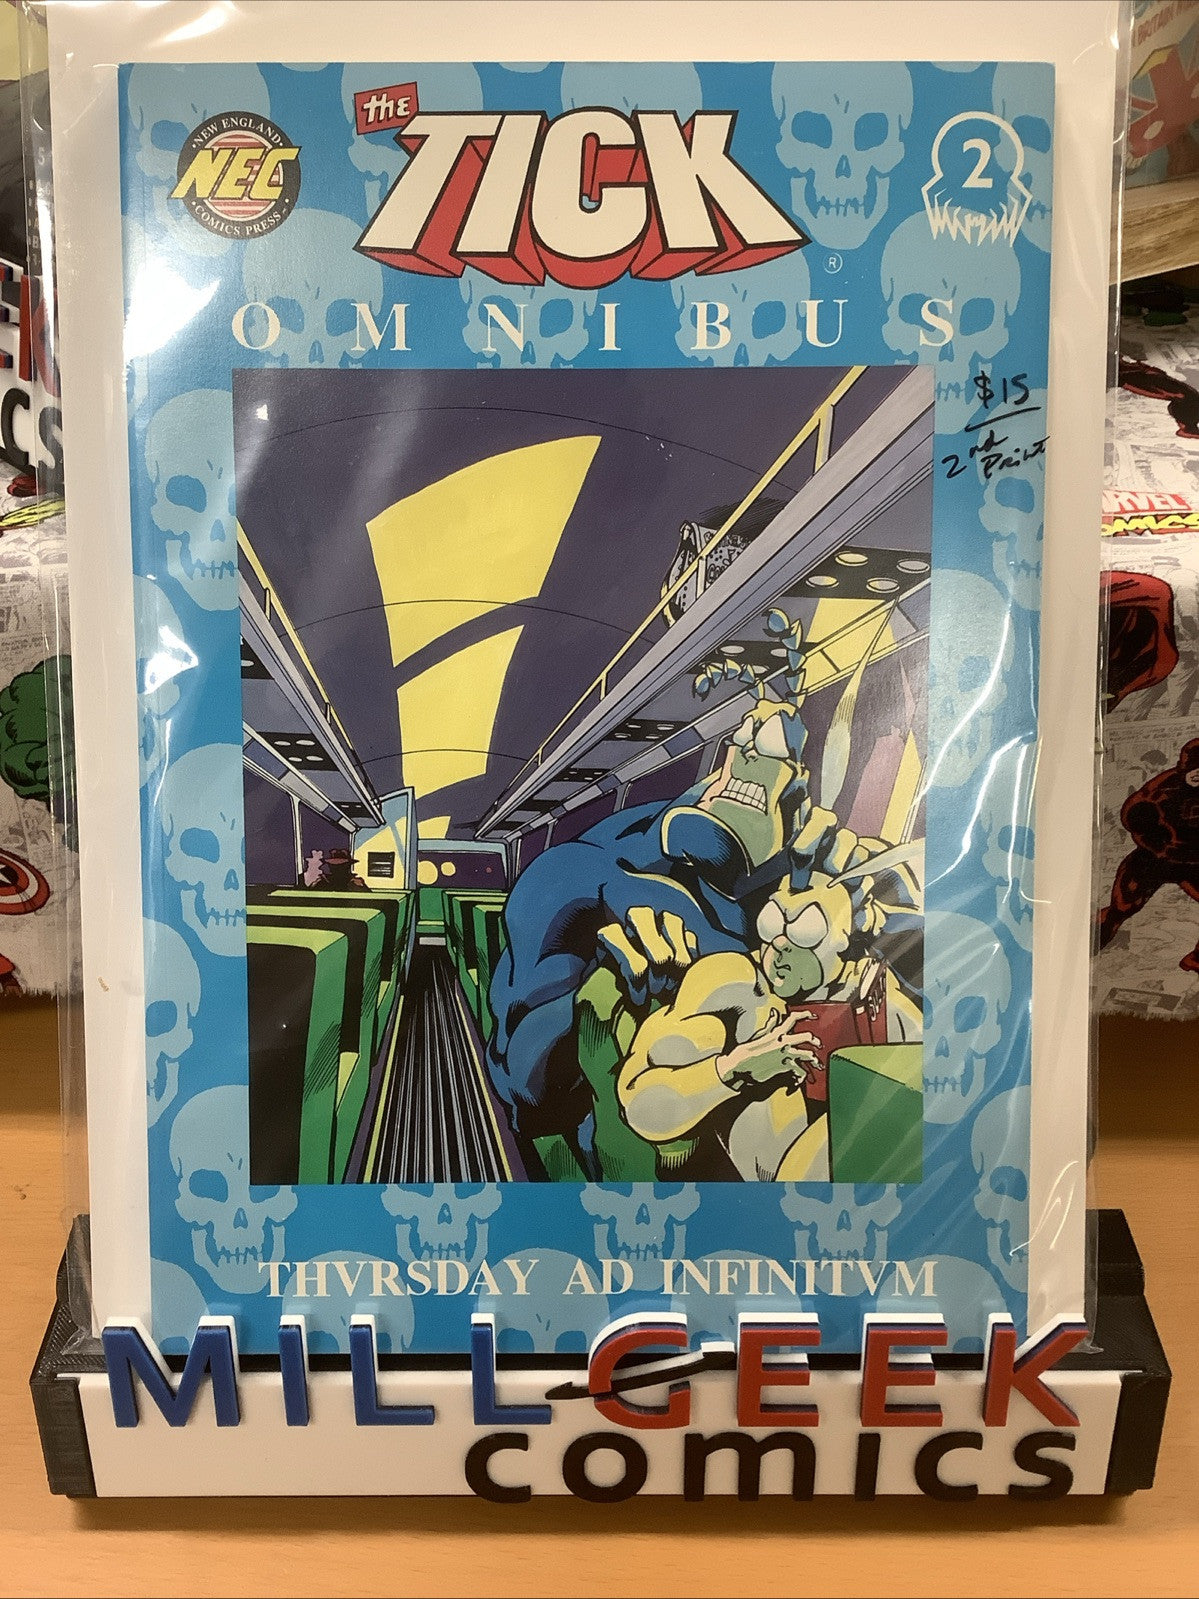 the
TICK
®
NEW ENGLAND
NEC
COMICS PRESS
2
OMNIBUS
$15
2nd Print
THVRSDAY AD INFINITVM
MILLGEEK
comics